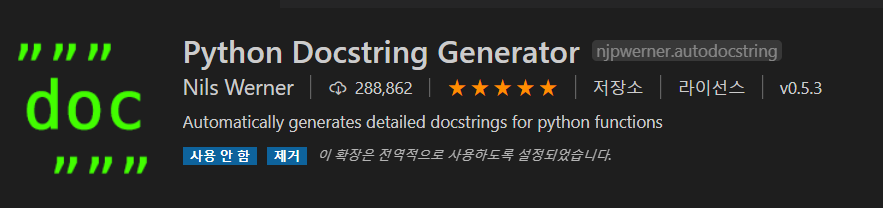 """
doc
"""
Python Docstring Generator njpwerner.autodocstring
Nils Werner 288,862 저장소 라이선스 v0.5.3
Automatically generates detailed docstrings for python functions
사용 안 함 제거 이 확장은 전역적으로 사용하도록 설정되었습니다.